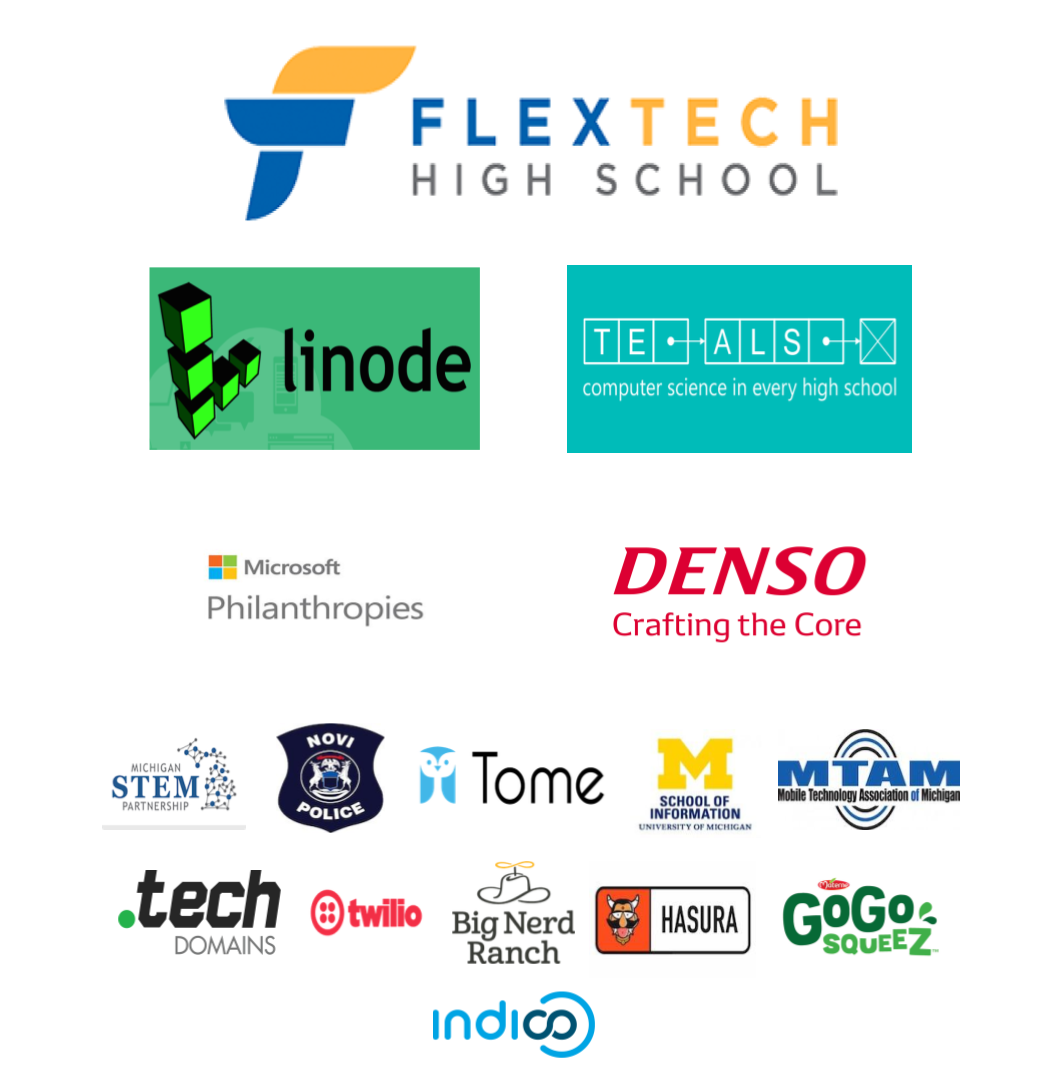 FLEXTECH
HIGH SCHOOL
linode
TE ALS
computer science in every high school
Microsoft
Philanthropies
DENSO
Crafting the Core
MICHIGAN
STEM
PARTNERSHIP
NOVI
POLICE
Tome
M
SCHOOL OF
INFORMATION
UNIVERSITY OF MICHIGAN
MTAM
Mobile Technology Association of Michigan
.tech
DOMAINS
twilio
Big Nerd
Ranch
HASURA
Materne
GoGo
SQUEEZ
indico